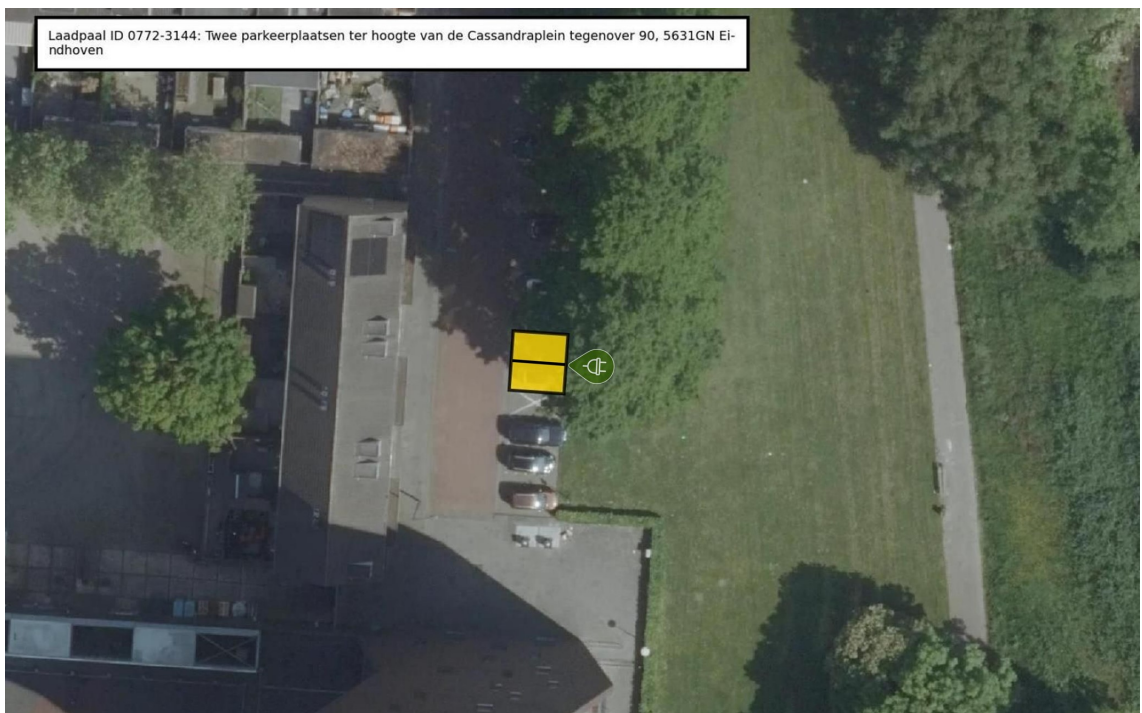 Laadpaal ID 0772-3144: Twee parkeerplaatsen ter hoogte van de Cassandraplein tegenover 90, 5631GN Ei-
ndhoven